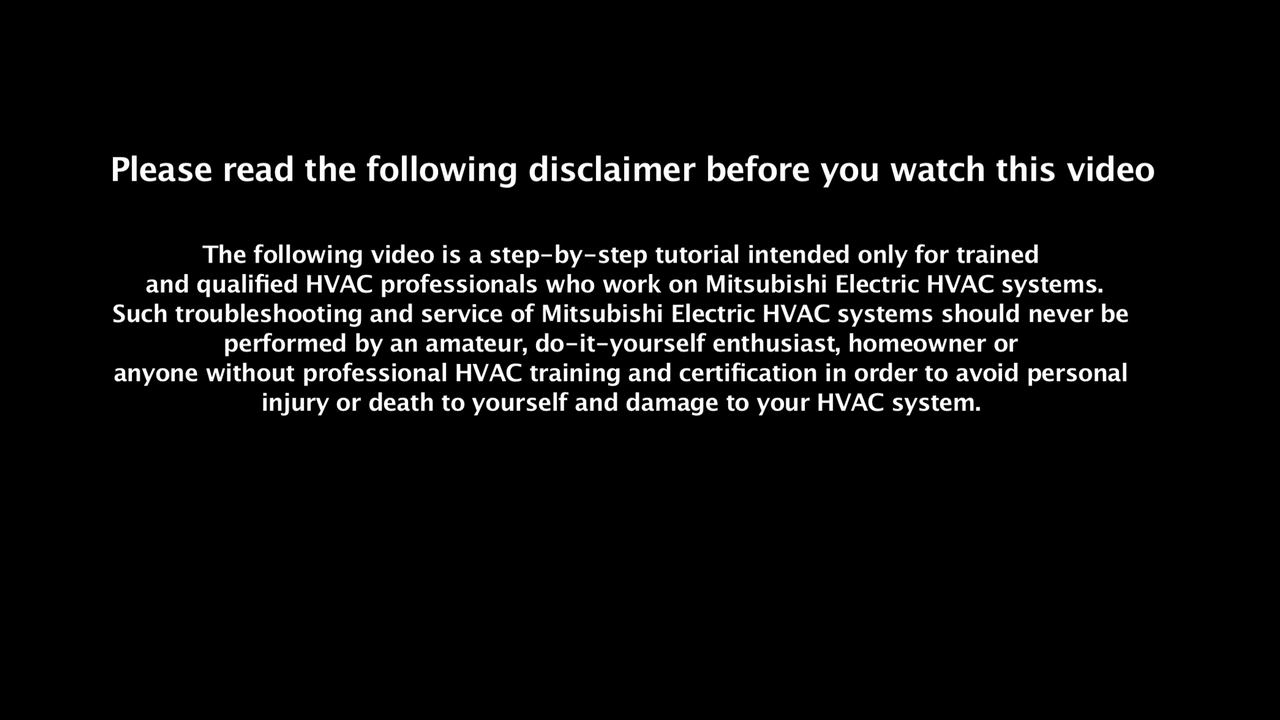 Please read the following disclaimer before you watch this video
The following video is a step-by-step tutorial intended only for trained
and qualified HVAC professionals who work on Mitsubishi Electric HVAC systems.
Such troubleshooting and service of Mitsubishi Electric HVAC systems should never be
performed by an amateur, do-it-yourself enthusiast, homeowner or
anyone without professional HVAC training and certification in order to avoid personal
injury or death to yourself and damage to your HVAC system.